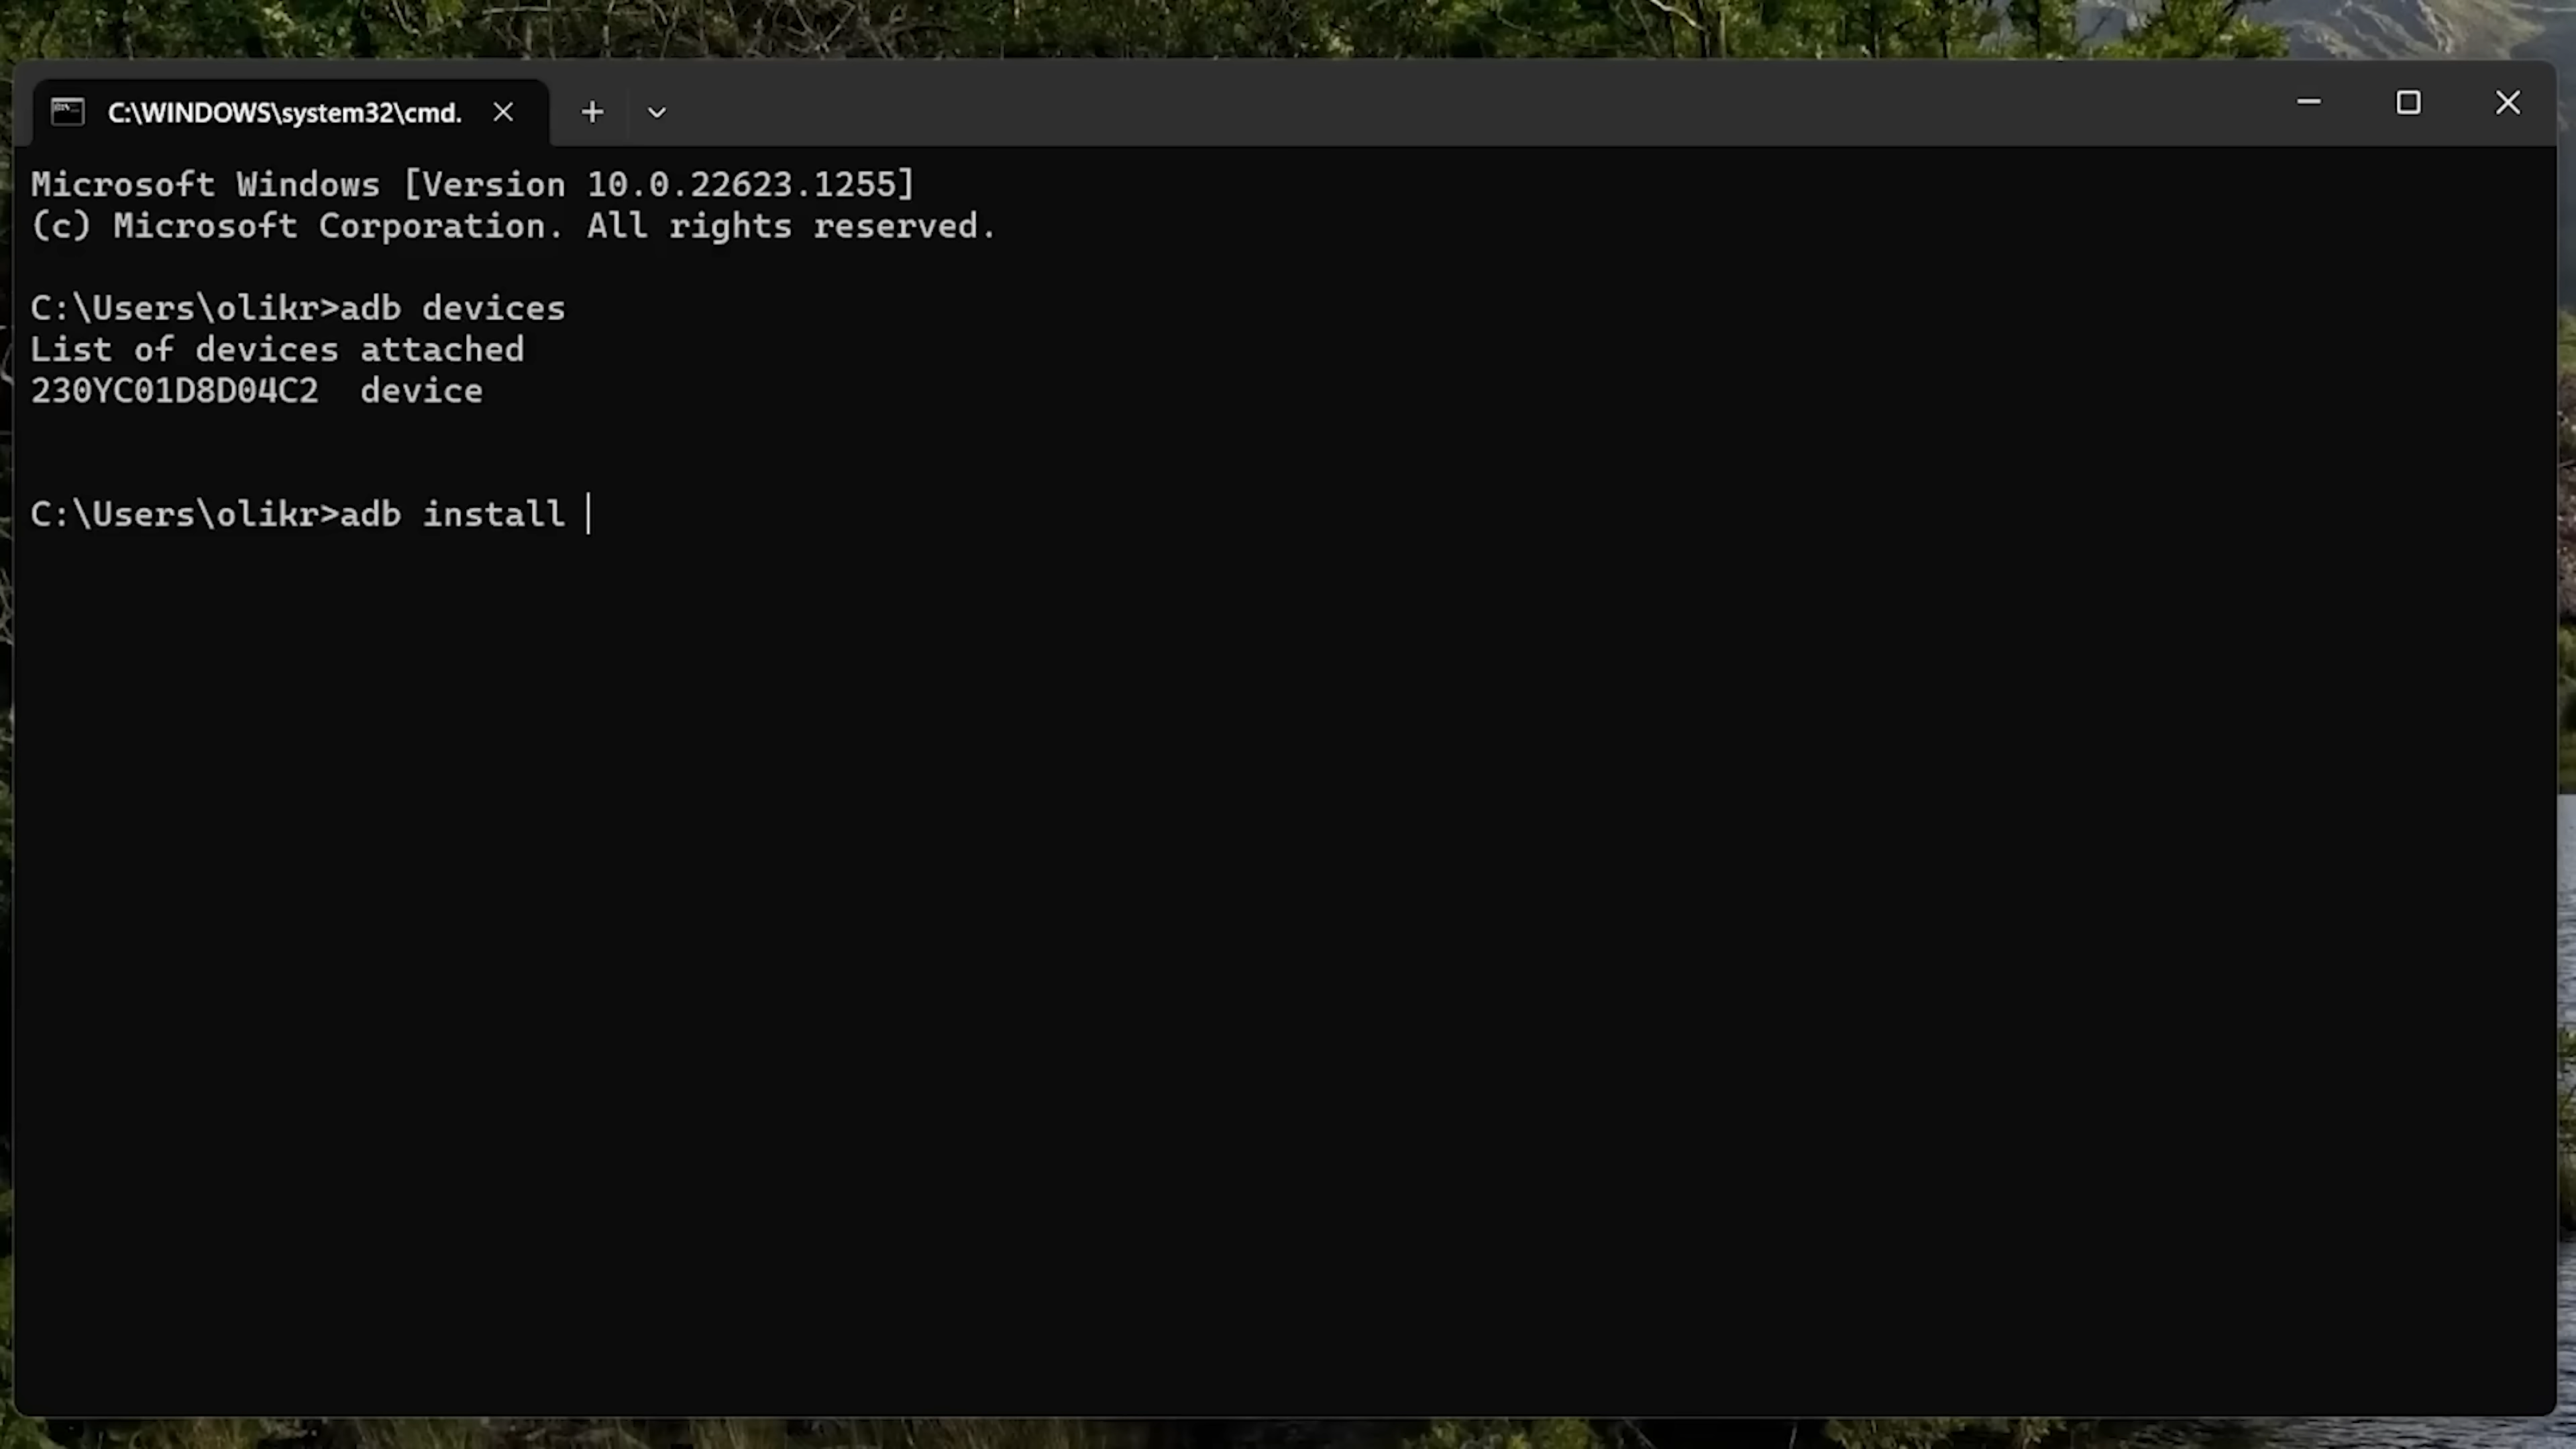 C:\WINDOWS\system32\cmd.
Microsoft Windows [Version 10.0.22623.1255]
(c) Microsoft Corporation. All rights reserved.
C:\Users\olikr>adb devices
List of devices attached
230YC01D8D04C2  device
C:\Users\olikr>adb install